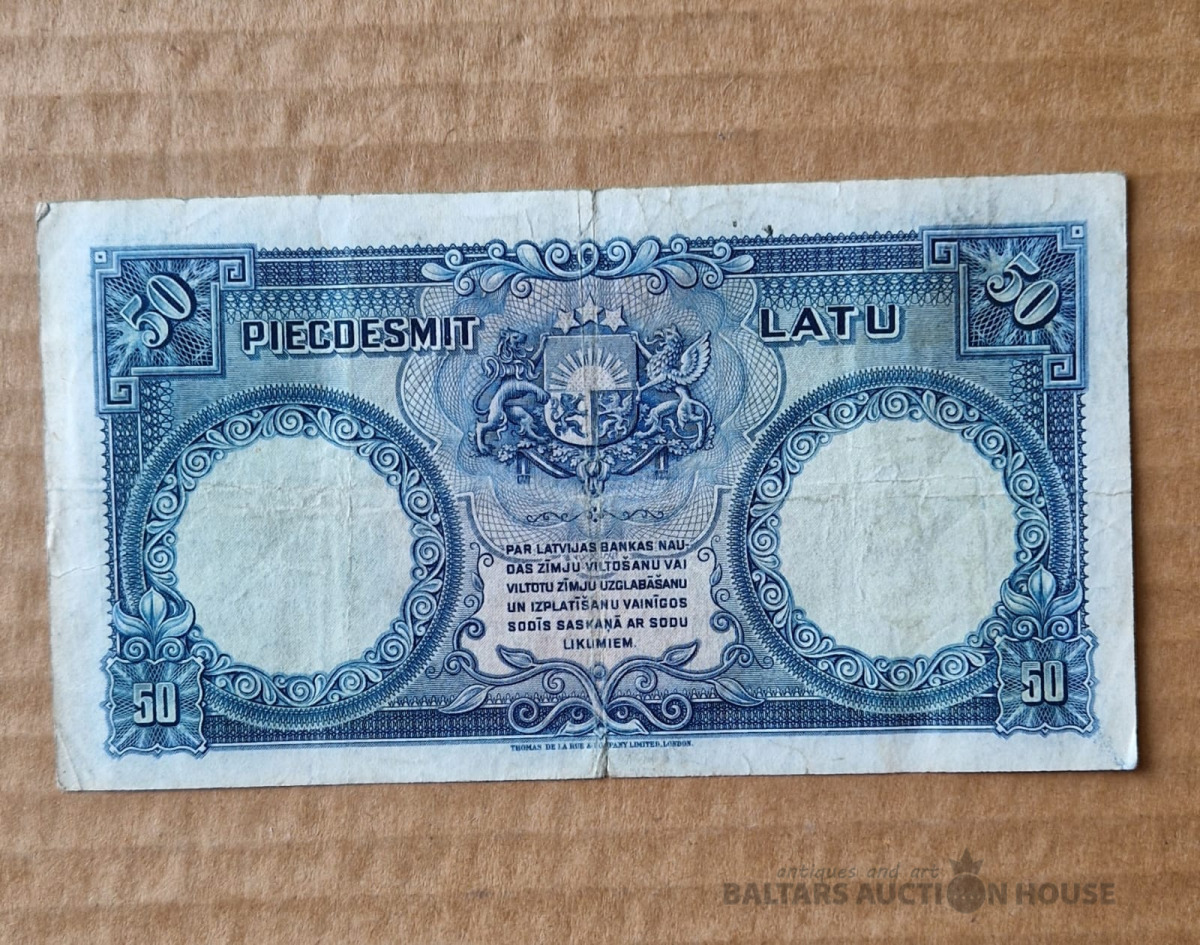 50
50
PIECDESMIT LATU
PAR LATVIJAS BANKAS NAU-
DAS ZĪMJU VILTOŠANU VAI
VILTOTU ZĪMJU UZGLABĀŠANU
UN IZPLATĪŠANU VAINĪGOS
SODĪS SASKAŅĀ AR SODU
LIKUMIEM.
50
50
THOMAS DE LA RUE & COMPANY LIMITED, LONDON.
antiques and art
BALTARS AUCTION HOUSE